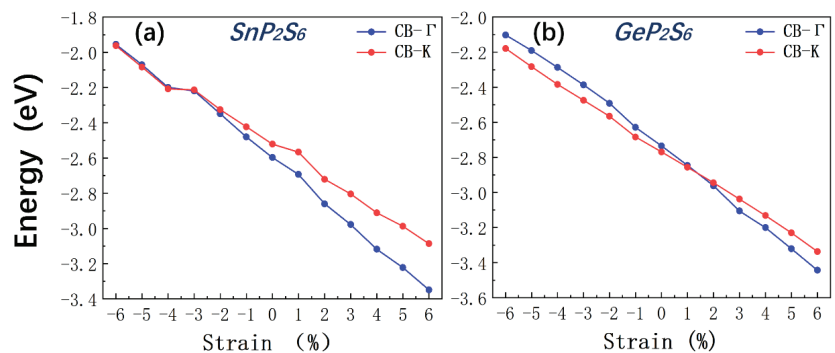 Energy (eV)
(a)
SnP₂S₆
CB-Γ
CB-K
-1.8
-2.0
-2.2
-2.4
-2.6
-2.8
-3.0
-3.2
-3.4
-6 -5 -4 -3 -2 -1 0 1 2 3 4 5 6
Strain (%)
(b)
GeP₂S₆
CB-Γ
CB-K
-2.0
-2.2
-2.4
-2.6
-2.8
-3.0
-3.2
-3.4
-3.6
-6 -5 -4 -3 -2 -1 0 1 2 3 4 5 6
Strain (%)